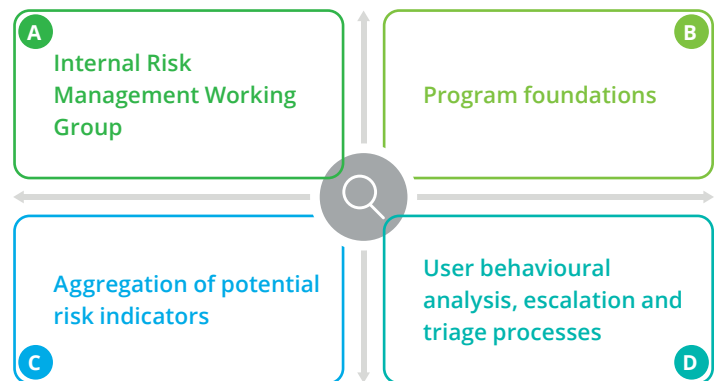 A
Internal Risk
Management Working
Group
B
Program foundations
Aggregation of potential
risk indicators
C
User behavioural
analysis, escalation and
triage processes
D